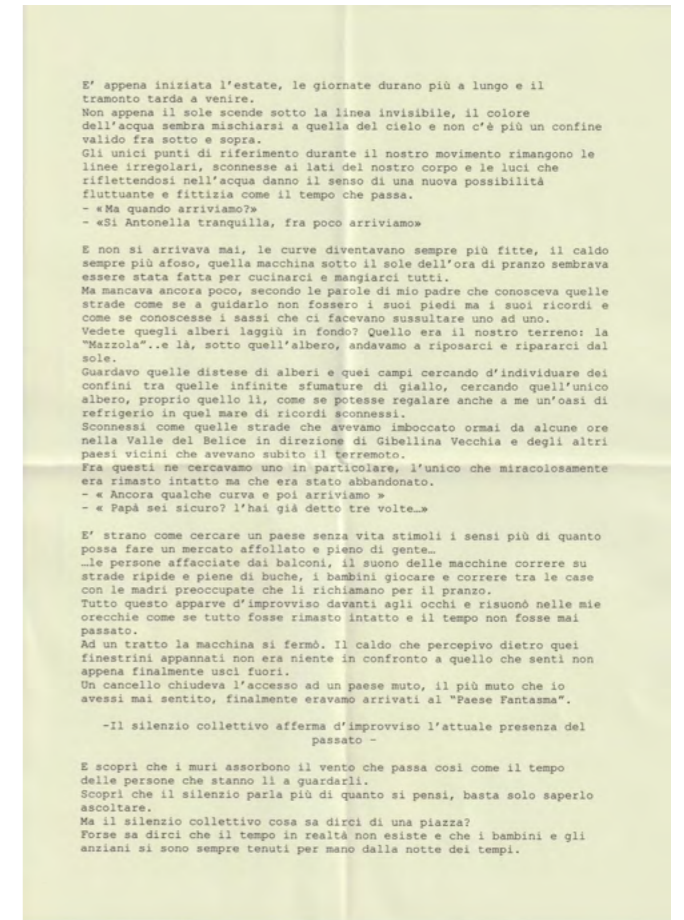 E' appena iniziata l'estate, le giornate durano più a lungo e il
tramonto tarda a venire.
Non appena il sole scende sotto la linea invisibile, il colore
dell'acqua sembra mischiarsi a quella del cielo e non c'è più un confine
valido fra sotto e sopra.
Gli unici punti di riferimento durante il nostro movimento rimangono le
linee irregolari, sconnesse ai lati del nostro corpo e le luci che
riflettendosi nell'acqua danno il senso di una nuova possibilità
fluttuante e fittizia come il tempo che passa.
- «Ma quando arriviamo?»
- «Si Antonella tranquilla, fra poco arriviamo»
E non si arrivava mai, le curve diventavano sempre più fitte, il caldo
sempre più afoso, quella macchina sotto il sole dell'ora di pranzo sembrava
essere stata fatta per cucinarci e mangiarci tutti.
Ma mancava ancora poco, secondo le parole di mio padre che conosceva quelle
strade come se a guidarlo non fossero i suoi piedi ma i suoi ricordi e
come se conoscesse i sassi che ci facevano sussultare uno ad uno.
Vedete quegli alberi laggiù in fondo? Quello era il nostro terreno: la
"Mazzola"..e là, sotto quell'albero, andavamo a riposarci e ripararci dal
sole.
Guardavo quelle distese di alberi e quei campi cercando d'individuare dei
confini tra quelle infinite sfumature di giallo, cercando quell'unico
albero, proprio quello lì, come se potesse regalare anche a me un'oasi di
refrigerio in quel mare di ricordi sconnessi.
Sconnessi come quelle strade che avevamo imboccato ormai da alcune ore
nella Valle del Belice in direzione di Gibellina Vecchia e degli altri
paesi vicini che avevano subito il terremoto.
Fra questi ne cercavamo uno in particolare, l'unico che miracolosamente
era rimasto intatto ma che era stato abbandonato.
- « Ancora qualche curva e poi arriviamo »
- « Papà sei sicuro? l'hai già detto tre volte…»
E' strano come cercare un paese senza vita stimoli i sensi più di quanto
possa fare un mercato affollato e pieno di gente…
…le persone affacciate dai balconi, il suono delle macchine correre su
strade ripide e piene di buche, i bambini giocare e correre tra le case
con le madri preoccupate che li richiamano per il pranzo.
Tutto questo apparve d'improvviso davanti agli occhi e risuonò nelle mie
orecchie come se tutto fosse rimasto intatto e il tempo non fosse mai
passato.
Ad un tratto la macchina si fermò. Il caldo che percepivo dietro quei
finestrini appannati non era niente in confronto a quello che sentì non
appena finalmente uscì fuori.
Un cancello chiudeva l'accesso ad un paese muto, il più muto che io
avessi mai sentito, finalmente eravamo arrivati al "Paese Fantasma".
-Il silenzio collettivo afferma d'improvviso l'attuale presenza del
passato -
E scoprì che i muri assorbono il vento che passa così come il tempo
delle persone che stanno lì a guardarli.
Scoprì che il silenzio parla più di quanto si pensi, basta solo saperlo
ascoltare.
Ma il silenzio collettivo cosa sa dirci di una piazza?
Forse sa dirci che il tempo in realtà non esiste e che i bambini e gli
anziani si sono sempre tenuti per mano dalla notte dei tempi.